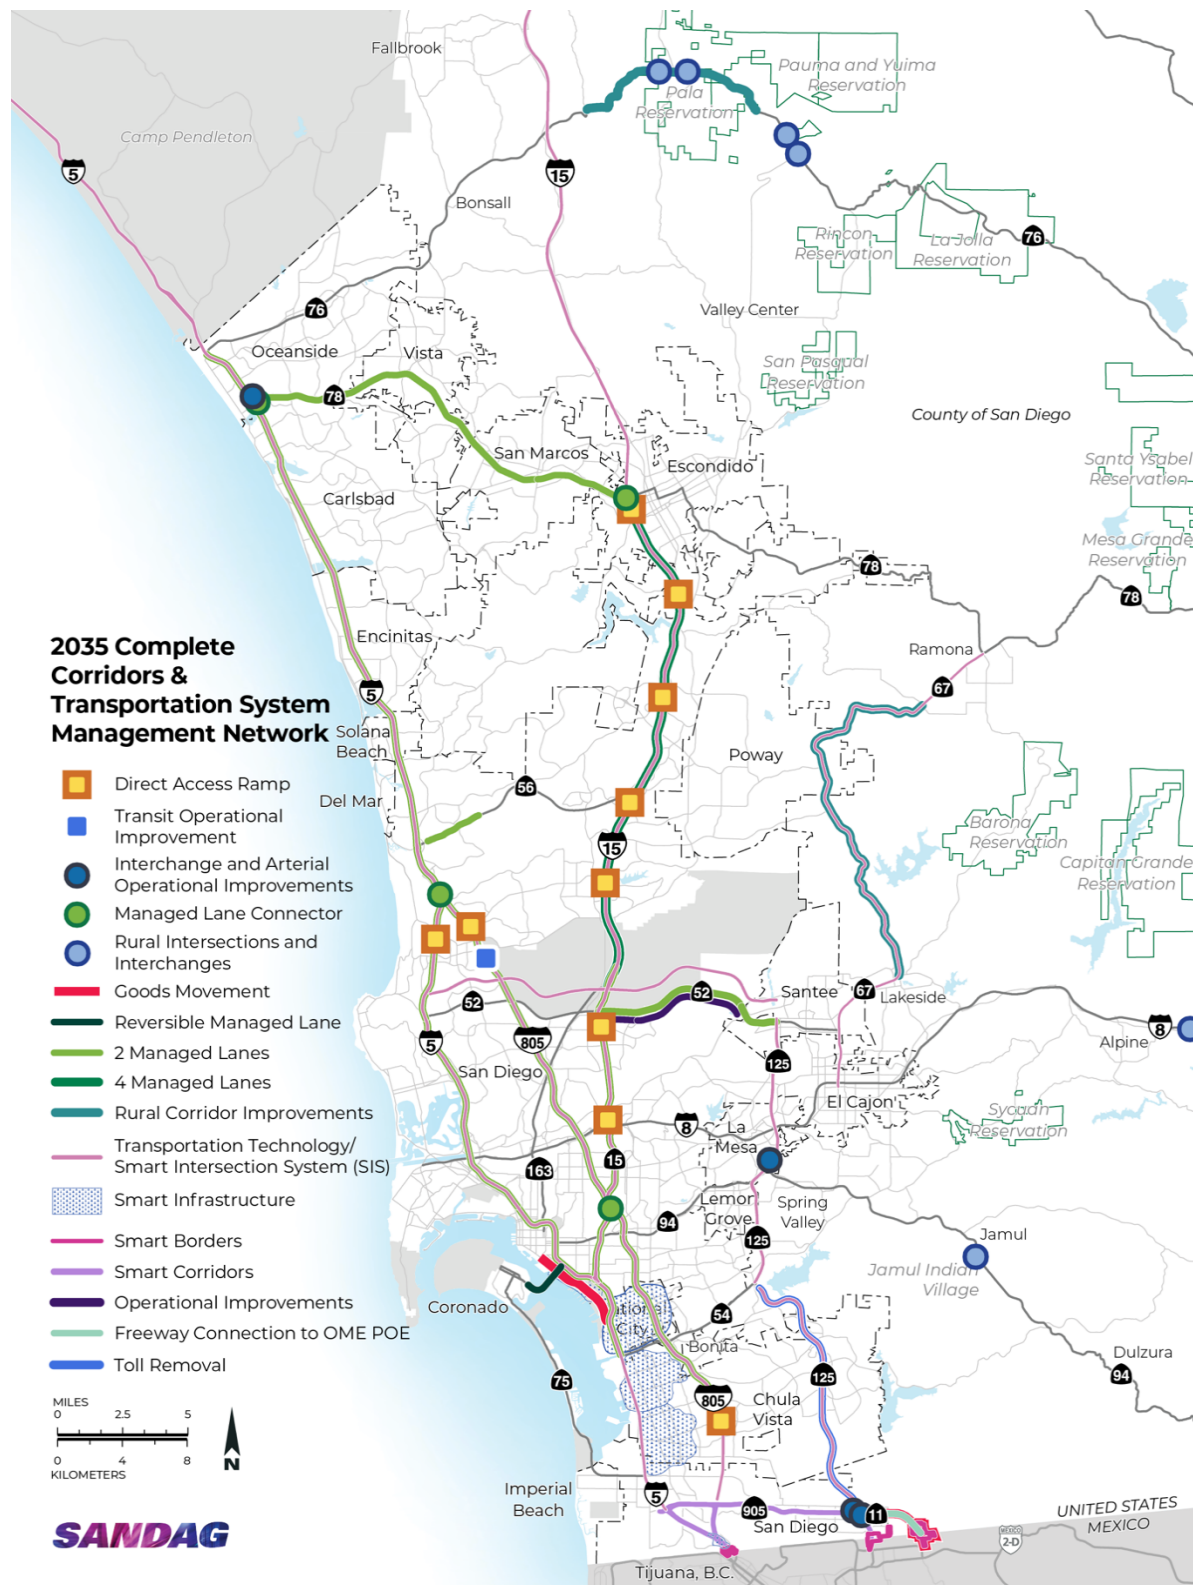 Fallbrook
Pauma and Yuima
Reservation
Pala
Reservation
Camp Pendleton
5
15
Bonsall
Rincon
Reservation
La Jolla
Reservation
76
76
Valley Center
Oceanside
Vista
San Pasqual
Reservation
78
County of San Diego
San Marcos
Escondido
Santa Ysabel
Reservation
Carlsbad
Mesa Grande
Reservation
78
78
Encinitas
Ramona
2035 Complete
Corridors &
Transportation System
Management Network
5
67
Solana
Beach
Poway
Del Mar
56
15
Barona
Reservation
Capitan Grande
Reservation
Direct Access Ramp
Transit Operational
Improvement
Interchange and Arterial
Operational Improvements
Managed Lane Connector
Rural Intersections and
Interchanges
Goods Movement
Reversible Managed Lane
2 Managed Lanes
4 Managed Lanes
Rural Corridor Improvements
Transportation Technology/
Smart Intersection System (SIS)
Smart Infrastructure
Smart Borders
Smart Corridors
Operational Improvements
Freeway Connection to OME POE
Toll Removal
52
52
Santee
67
Lakeside
5
805
8
Alpine
San Diego
125
El Cajon
Sycuan
Reservation
8
La
Mesa
163
15
Lemon
Grove
Spring
Valley
94
125
Jamul
Jamul Indian
Village
Coronado
National
City
54
Bonita
75
125
Dulzura
94
805
Chula
Vista
MILES
0 2.5 5
0 4 8
KILOMETERS
N
Imperial
Beach
5
905
11
San Diego
UNITED STATES
MEXICO
MEXICO
2-D
SANDAG
Tijuana, B.C.